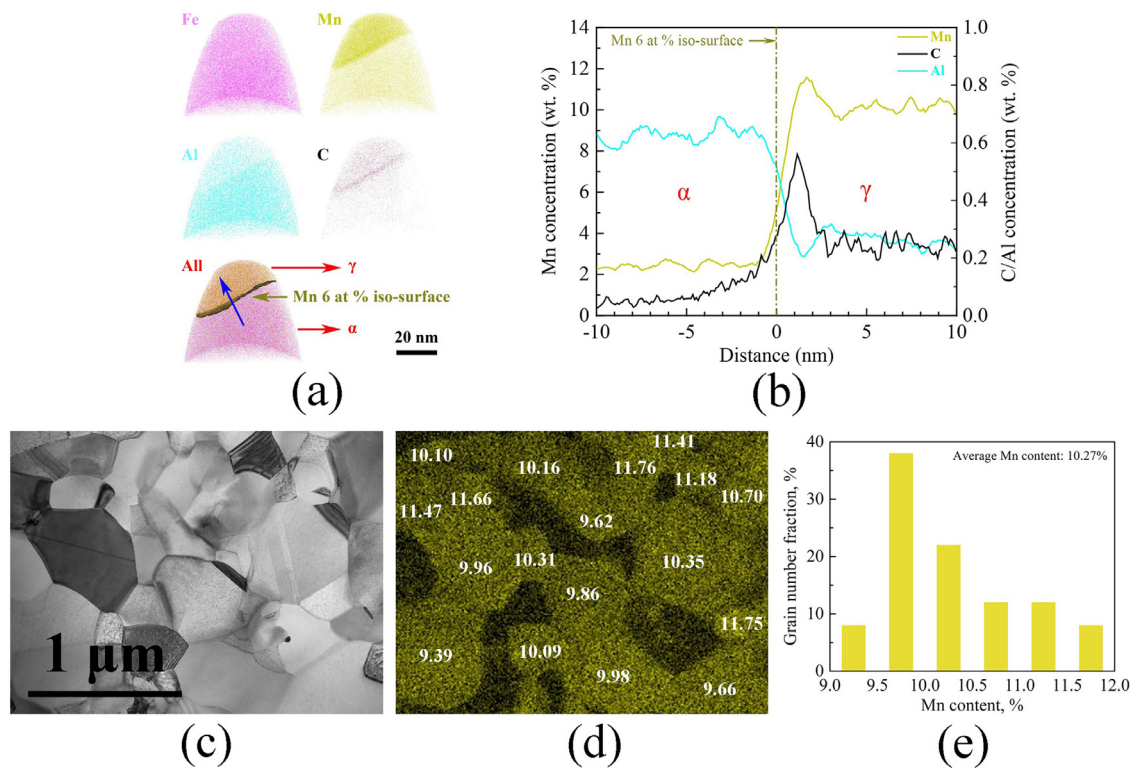 Fe
Mn
Al
C
All
γ
Mn 6 at % iso-surface
α
20 nm
(a)
Mn 6 at % iso-surface
Mn
C
Al
α
γ
Mn concentration (wt. %)
14
12
10
8
6
4
2
0
C/Al concentration (wt. %)
1.0
0.8
0.6
0.4
0.2
0.0
-10
-5
0
5
10
Distance (nm)
(b)
1 μm
(c)
11.41
10.10
10.16
11.76
11.18
10.70
11.66
11.47
9.62
10.31
10.35
9.96
9.86
11.75
9.39
10.09
9.98
9.66
(d)
Average Mn content: 10.27%
Grain number fraction, %
40
30
20
10
0
9.0
9.5
10.0
10.5
11.0
11.5
12.0
Mn content, %
(e)